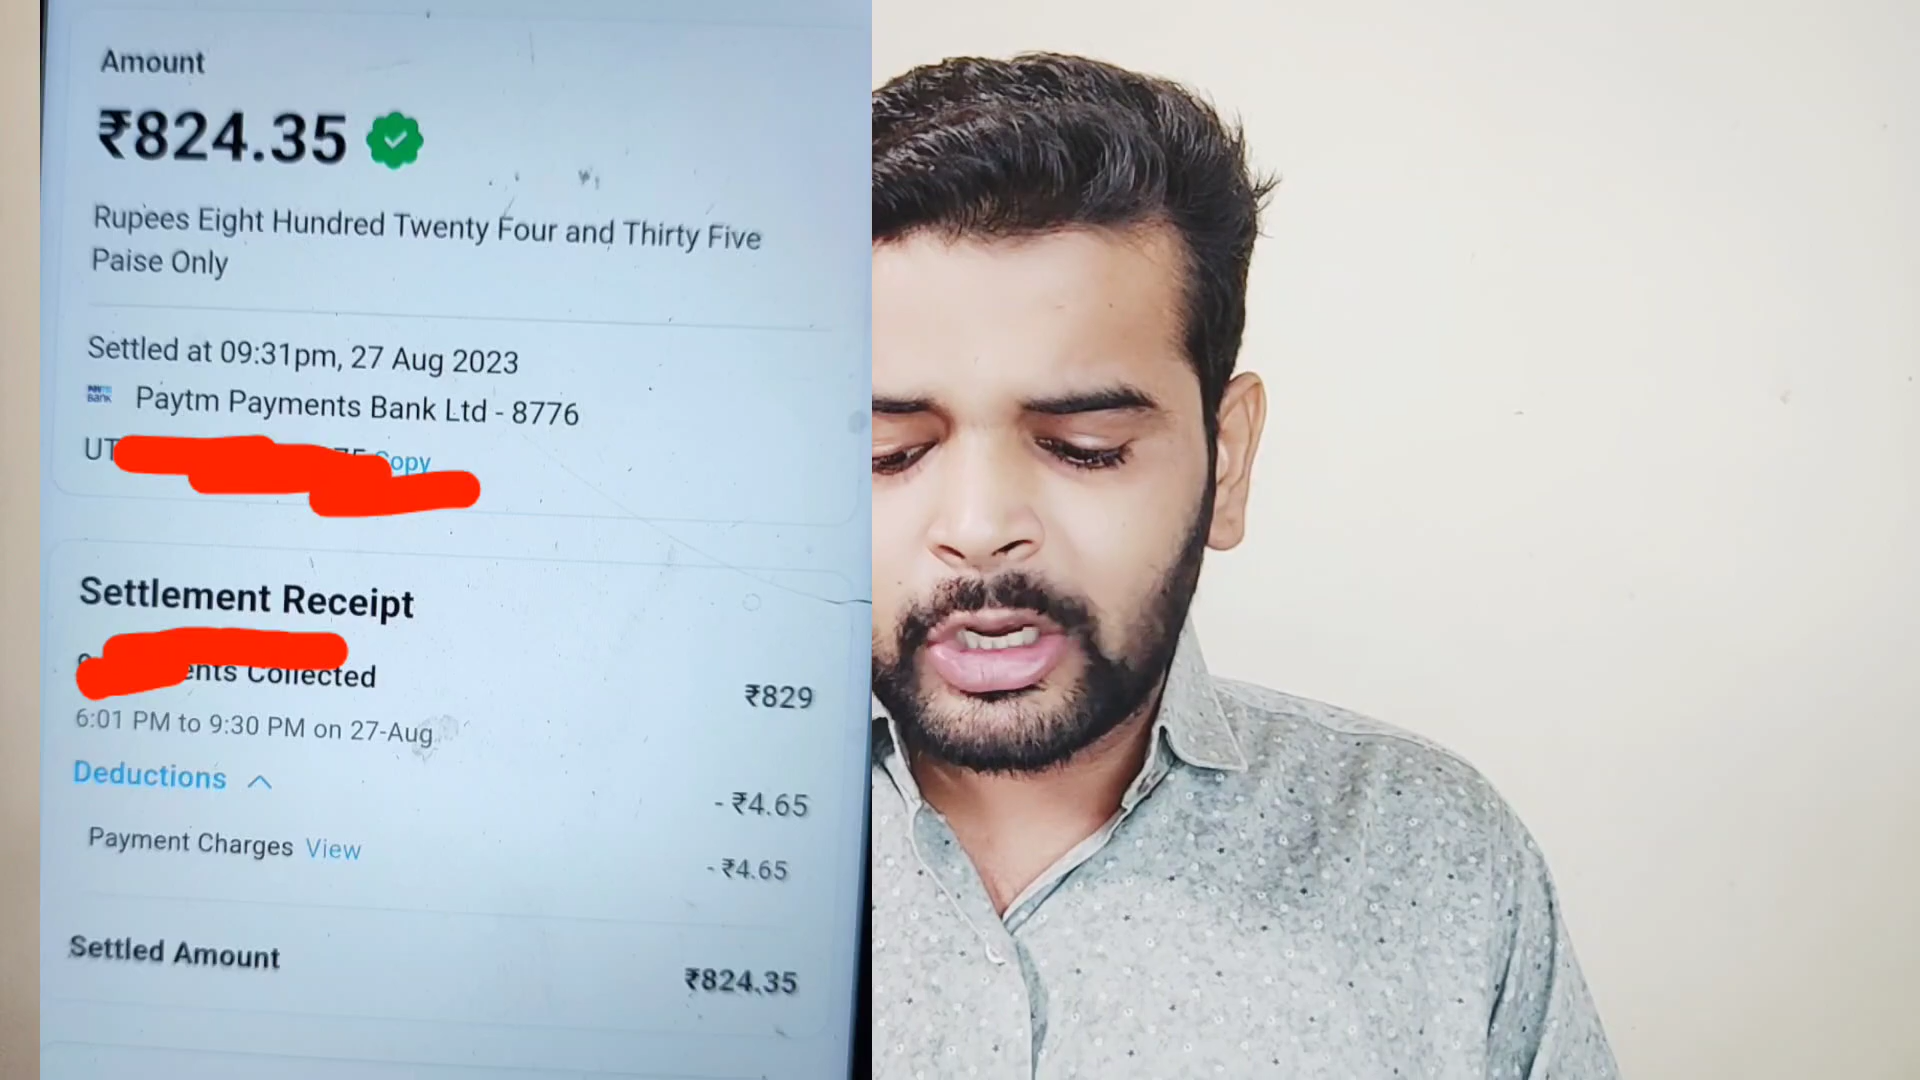 Amount
₹824.35
Rupees Eight Hundred Twenty Four and Thirty Five
Paise Only
Settled at 09:31pm, 27 Aug 2023
Paytm Payments Bank Ltd - 8776
Copy
Settlement Receipt
Collected
₹829
6:01 PM to 9:30 PM on 27-Aug
Deductions
- ₹4.65
Payment Charges View
- ₹4.65
Settled Amount
₹824.35